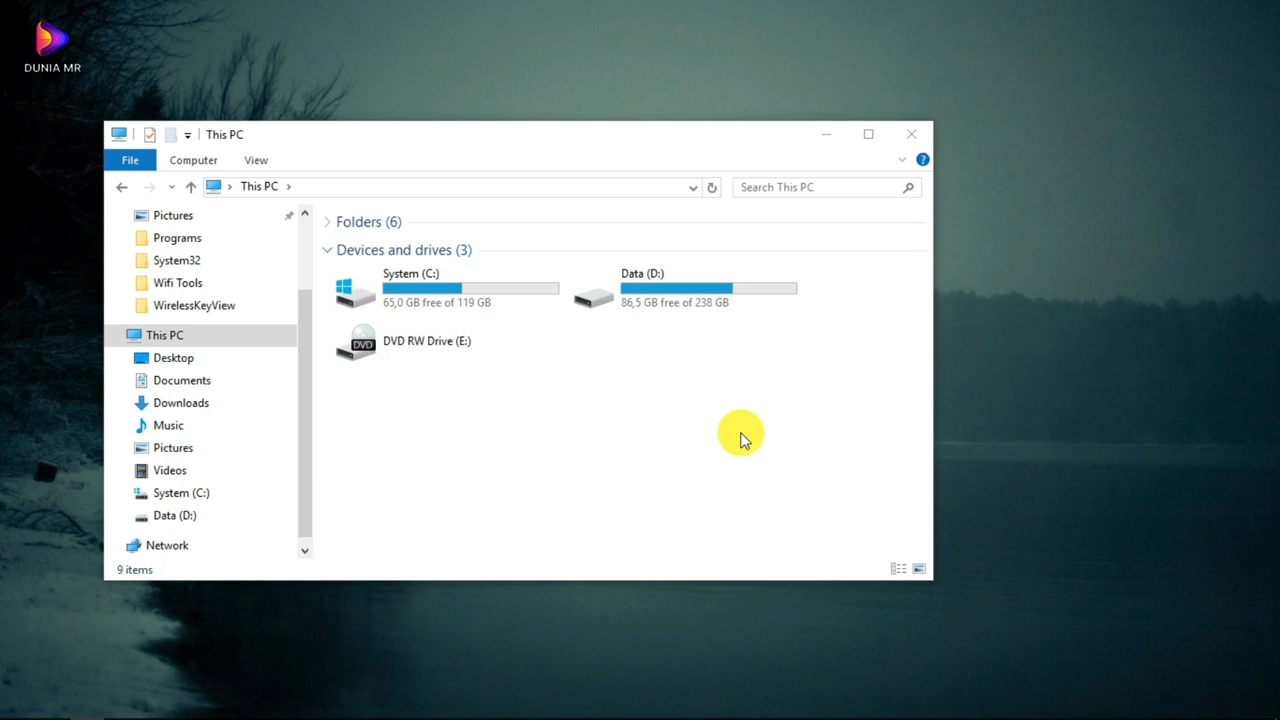 DUNIA MR
This PC
File
Computer
View
This PC
Search This PC
Pictures
Programs
System32
Wifi Tools
WirelessKeyView
This PC
Desktop
Documents
Downloads
Music
Pictures
Videos
System (C:)
Data (D:)
Network
Folders (6)
Devices and drives (3)
System (C:)
65,0 GB free of 119 GB
Data (D:)
86,5 GB free of 238 GB
DVD
DVD RW Drive (E:)
9 items